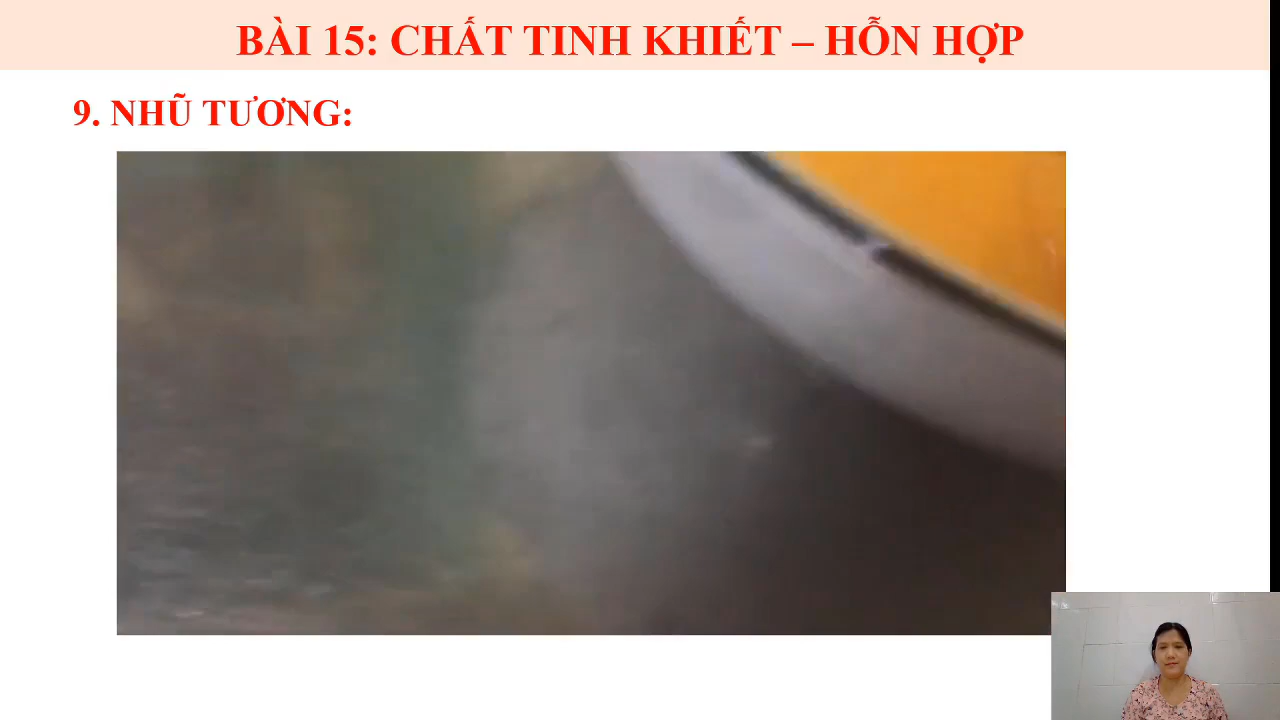 BÀI 15: CHẤT TINH KHIẾT – HỖN HỢP
9. NHŨ TƯƠNG: